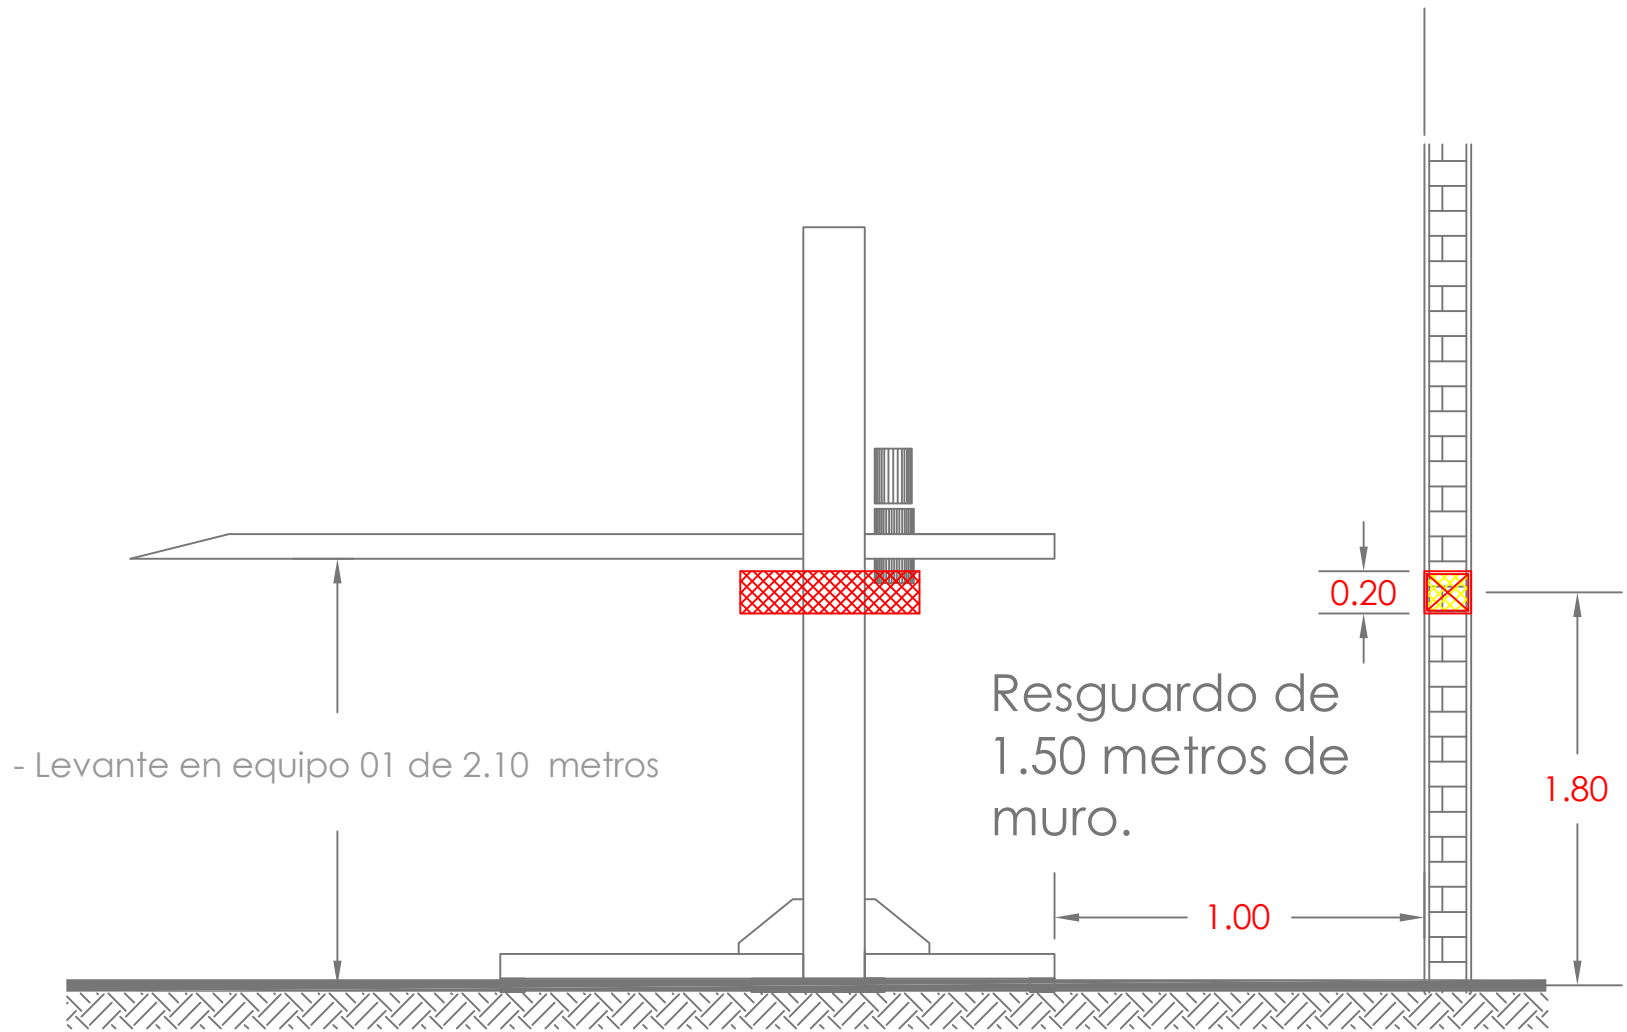 0.20
Resguardo de
1.50 metros de
muro.
- Levante en equipo 01 de 2.10 metros
1.80
1.00